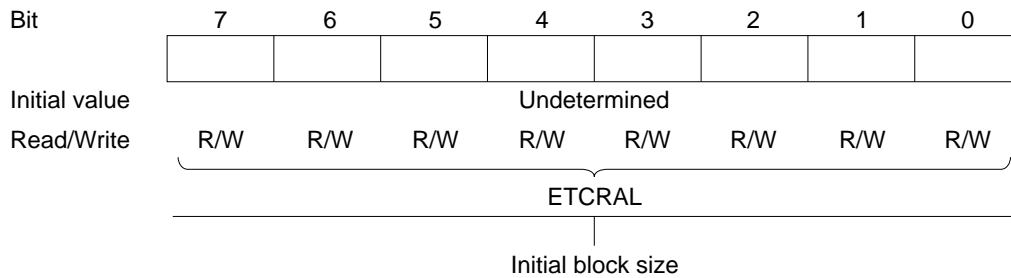 Bit 7 6 5 4 3 2 1 0
Initial value Undetermined
Read/Write R/W R/W R/W R/W R/W R/W R/W R/W
ETCRAL
Initial block size